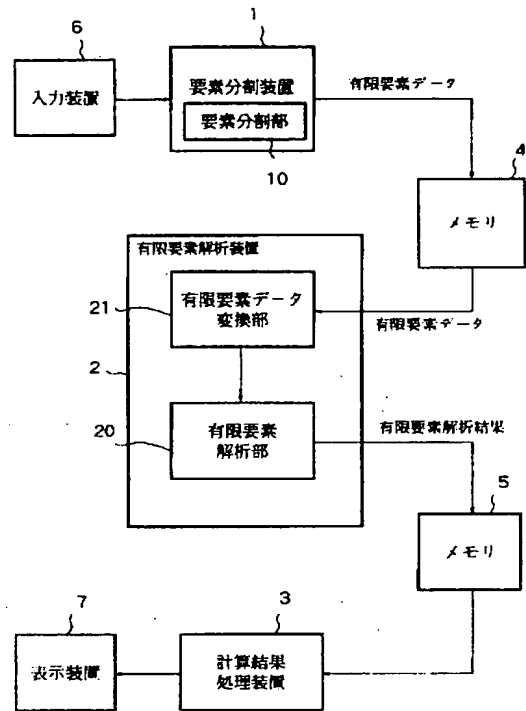 6
入力装置
1
要素分割装置
要素分割部
10
有限要素データ
4
メモリ
有限要素解析装置
21
有限要素データ
変換部
有限要素データ
2
20
有限要素
解析部
有限要素解析結果
5
メモリ
7
表示装置
3
計算結果
処理装置